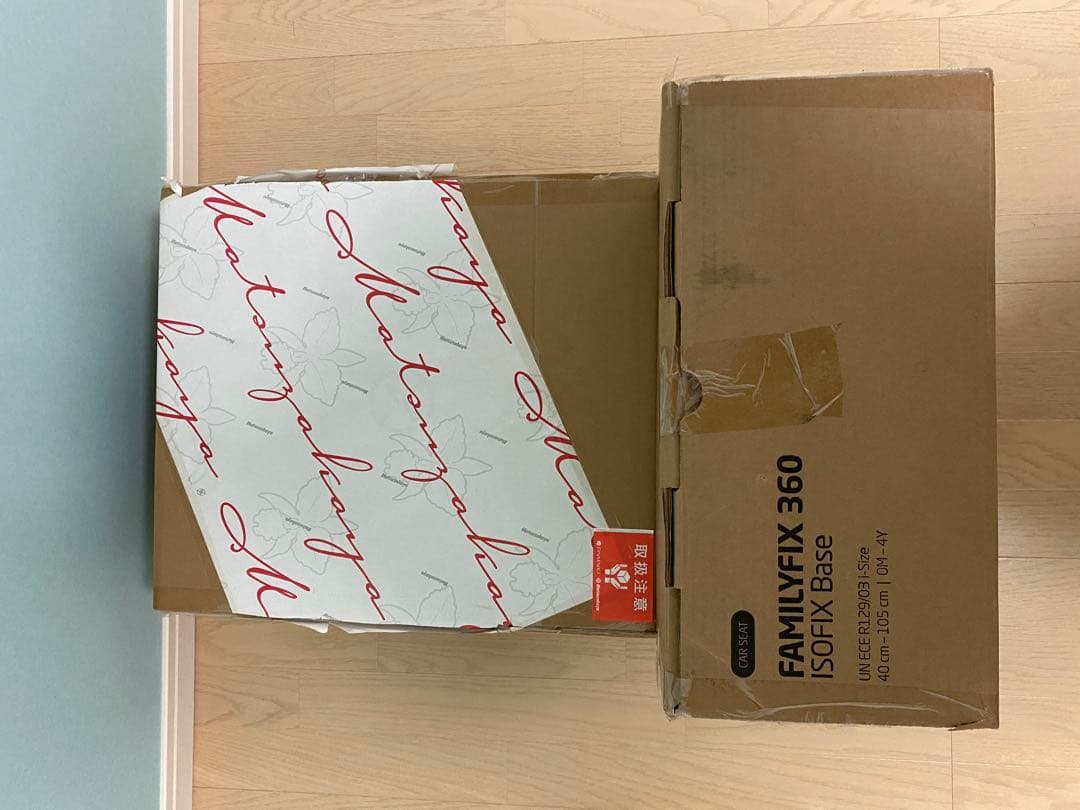 Matsuzakaya
Matsuzakaya
取扱注意
CAR SEAT
FAMILYFIX 360
ISOFIX Base
UN ECE R129/03 i-Size
40 cm – 105 cm | 0M – 4Y